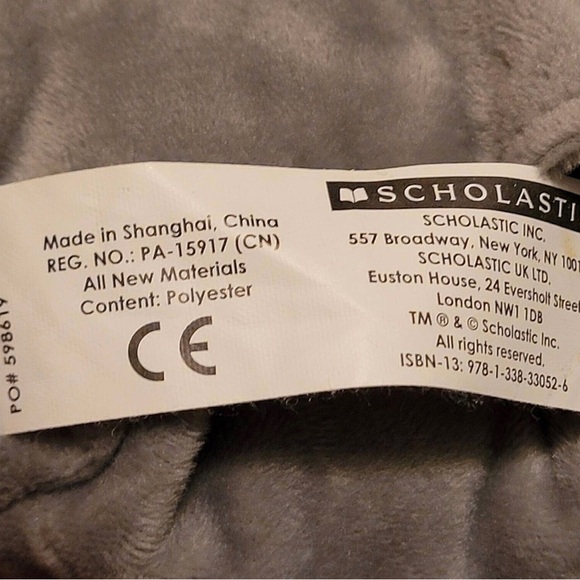 Made in Shanghai, China
REG. NO.: PA-15917 (CN)
All New Materials
Content: Polyester
CE
PO# 598619
SCHOLASTI
SCHOLASTIC INC.
557 Broadway, New York, NY 1001
SCHOLASTIC UK LTD.
Euston House, 24 Eversholt Street
London NW1 1DB
TM ® & © Scholastic Inc.
All rights reserved.
ISBN-13: 978-1-338-33052-6